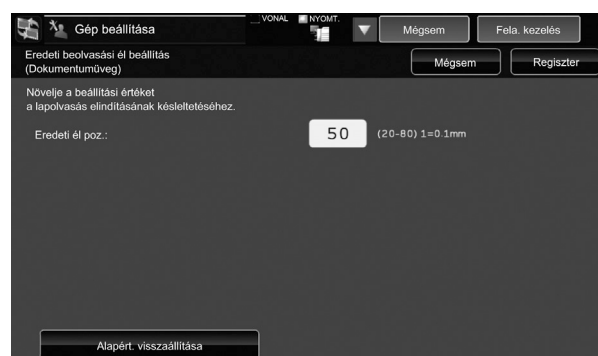 Gép beállítása
VONAL
NYOMT.
Mégsem
Fela. kezelés
Eredeti beolvasási él beállítás
(Dokumentumüveg)
Mégsem
Regiszter
Növelje a beállítási értéket
a lapolvasás elindításának késleltetéséhez.
Eredeti él poz.:
50
(20-80) 1=0.1mm
Alapért. visszaállítása